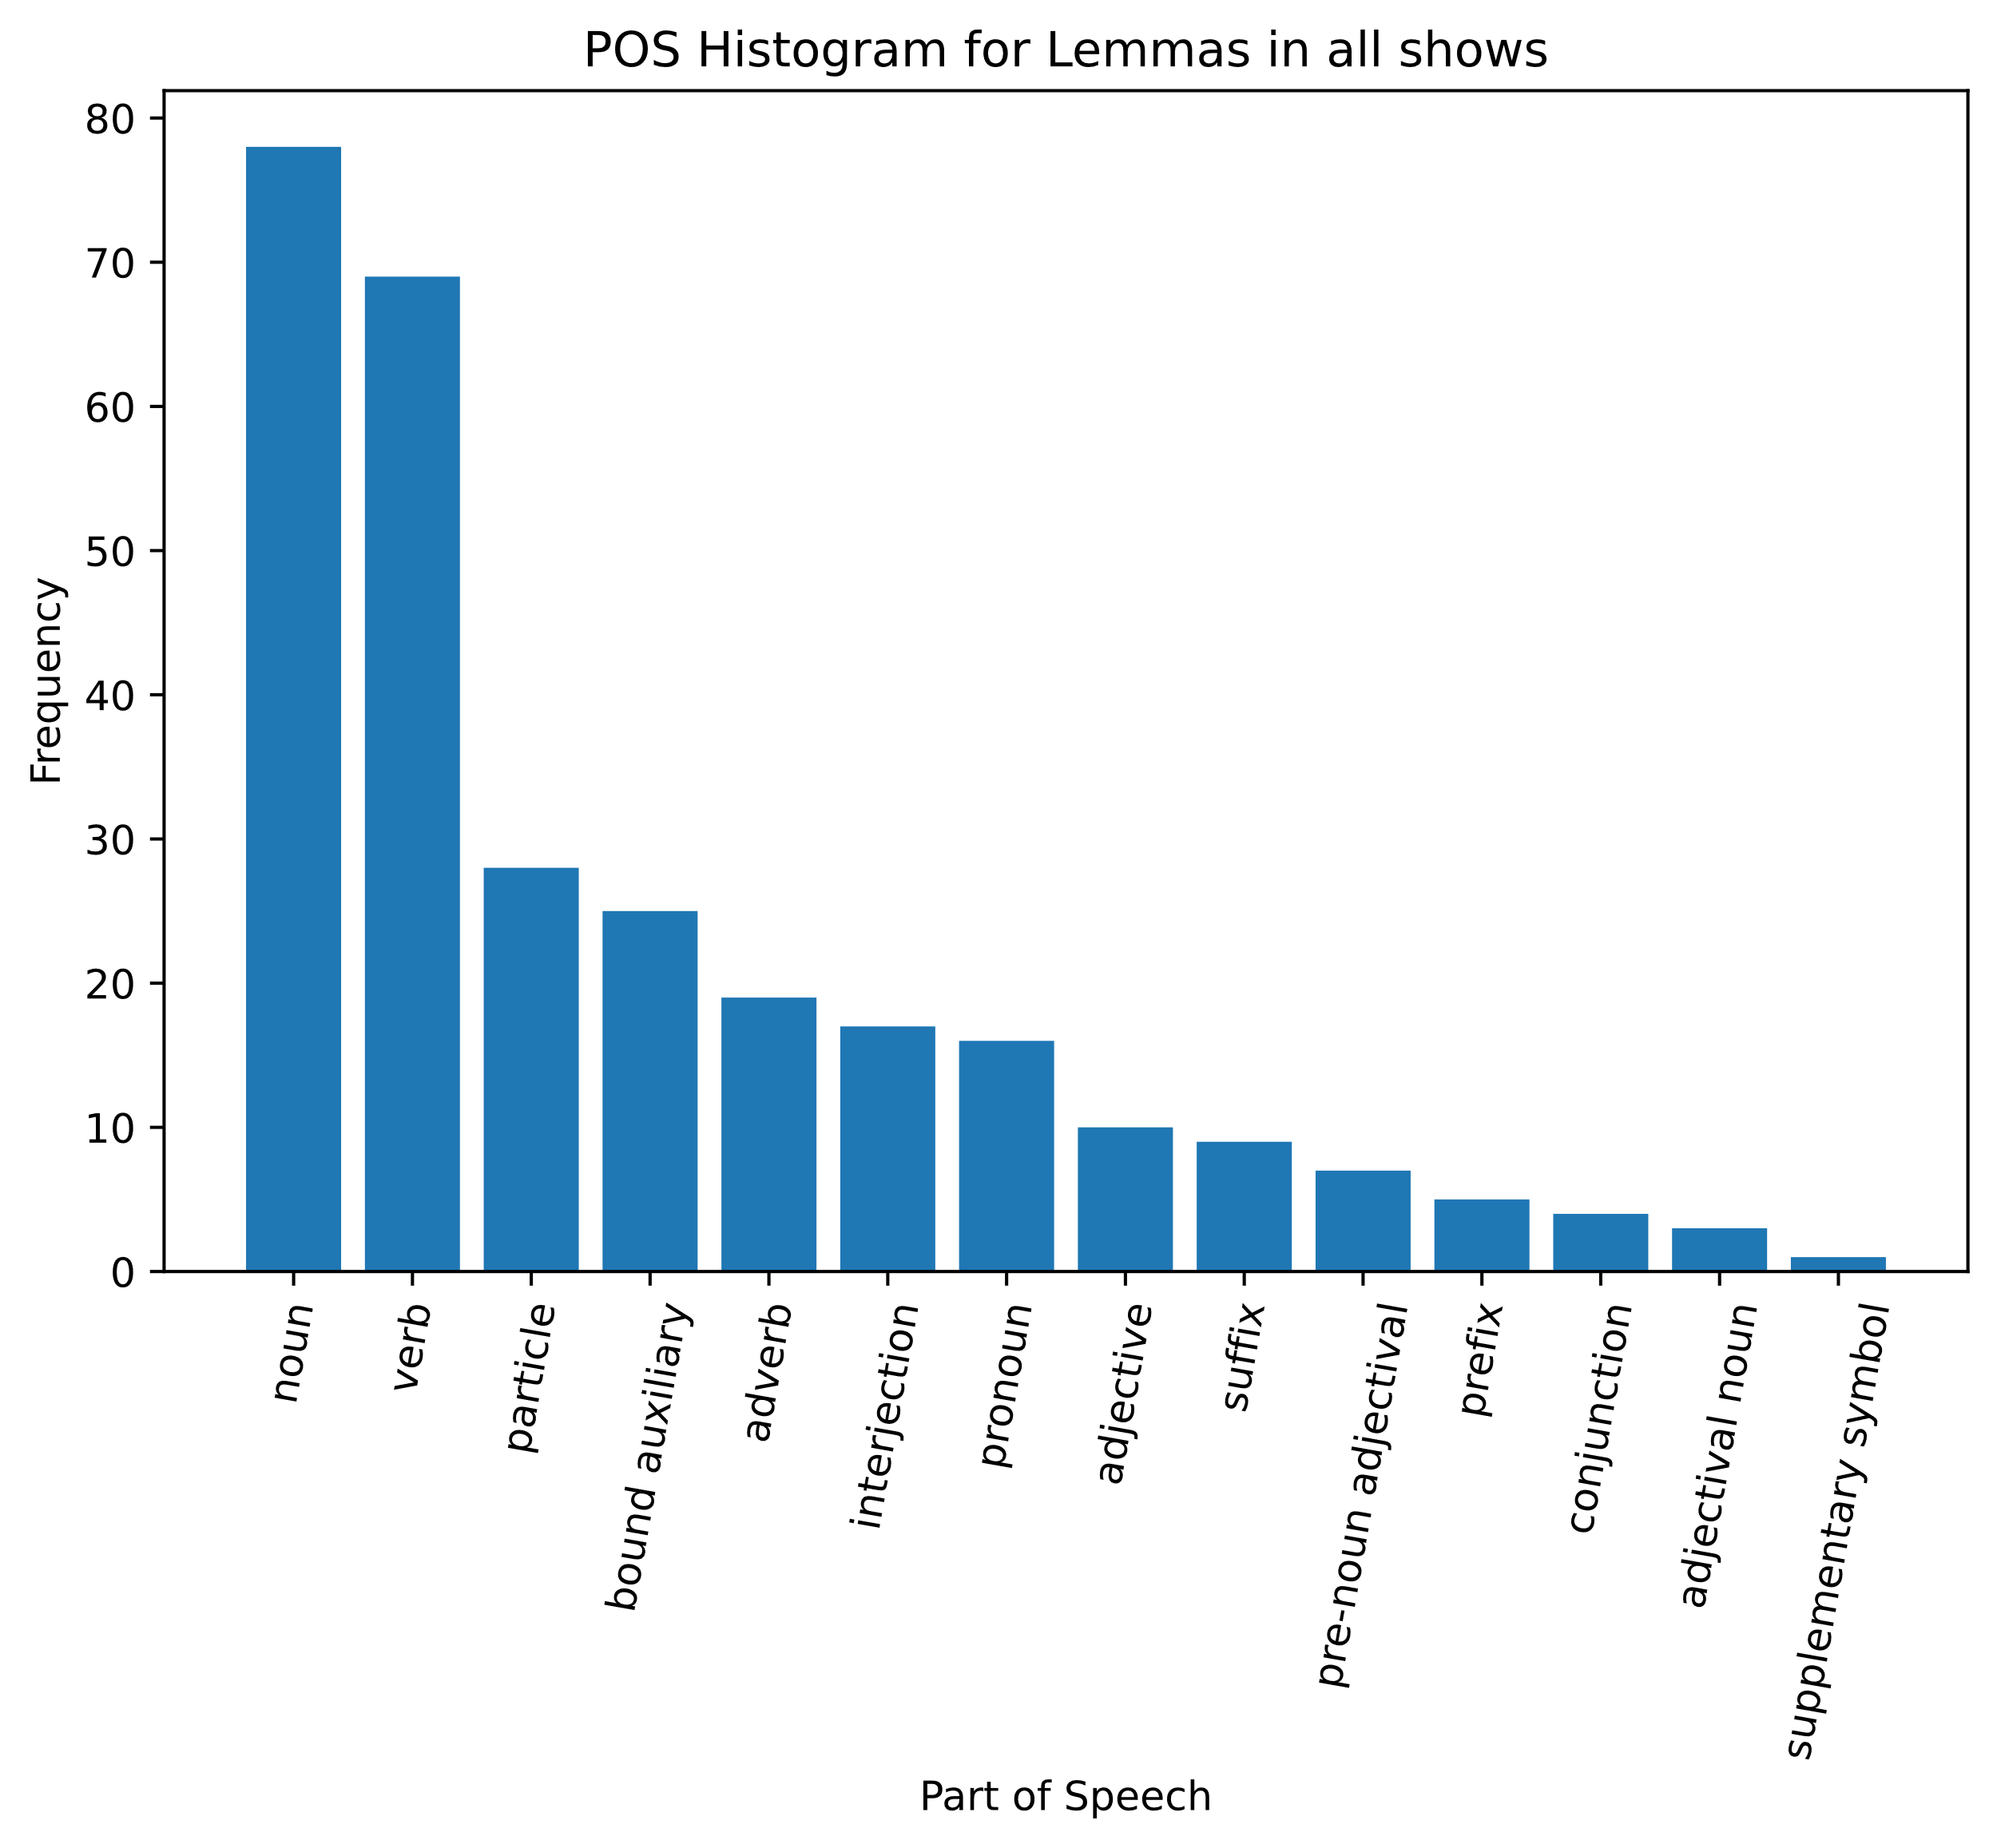 POS Histogram for Lemmas in all shows
Frequency
80
70
60
50
40
30
20
10
0
noun
verb
particle
bound auxiliary
adverb
interjection
pronoun
adjective
suffix
pre-noun adjectival
prefix
conjunction
adjectival noun
supplementary symbol
Part of Speech